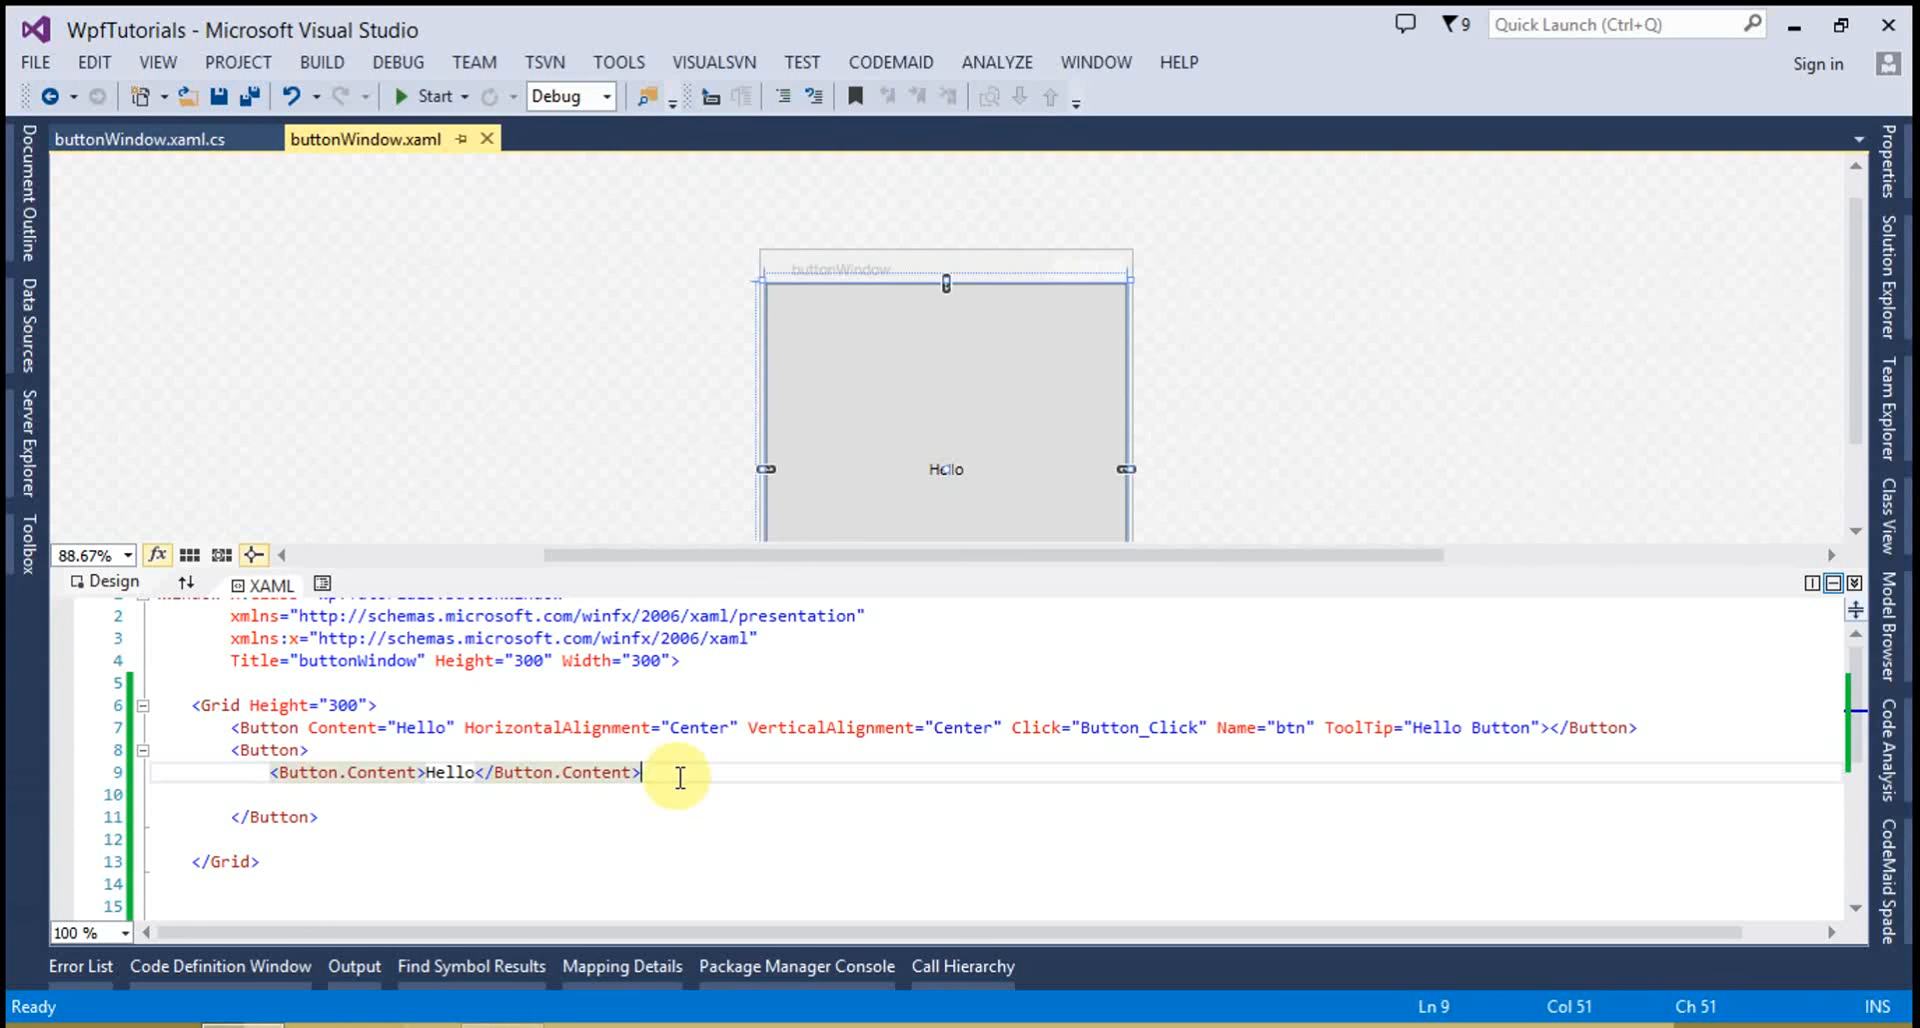 WpfTutorials - Microsoft Visual Studio
9
Quick Launch (Ctrl+Q)
FILE EDIT VIEW PROJECT BUILD DEBUG TEAM TSVN TOOLS VISUALSVN TEST CODEMAID ANALYZE WINDOW HELP
Sign in
Start
Debug
buttonWindow.xaml.cs
buttonWindow.xaml
Document Outline
Data Sources
Server Explorer
Toolbox
Properties
Solution Explorer
Team Explorer
Class View
Model Browser
Code Analysis
CodeMaid Spade
buttonWindow
Hello
88.67%
fx
Design
XAML
2 xmlns="http://schemas.microsoft.com/winfx/2006/xaml/presentation"
3 xmlns:x="http://schemas.microsoft.com/winfx/2006/xaml"
4 Title="buttonWindow" Height="300" Width="300">
5
6 <Grid Height="300">
7 <Button Content="Hello" HorizontalAlignment="Center" VerticalAlignment="Center" Click="Button_Click" Name="btn" ToolTip="Hello Button"></Button>
8 <Button>
9 <Button.Content>Hello</Button.Content>
10
11 </Button>
12
13 </Grid>
14
15
100 %
Error List Code Definition Window Output Find Symbol Results Mapping Details Package Manager Console Call Hierarchy
Ready
Ln 9 Col 51 Ch 51 INS